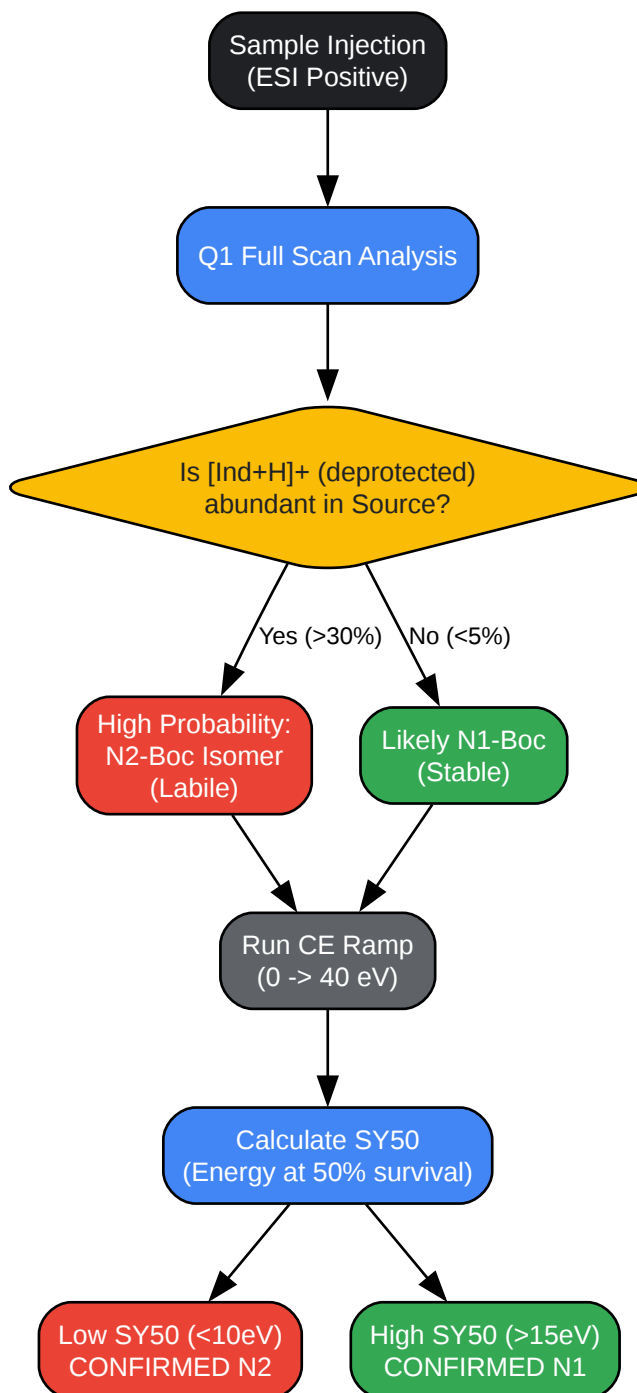 Sample Injection
(ESI Positive)
Q1 Full Scan Analysis
Is [Ind+H]+ (deprotected)
abundant in Source?
Yes (>30%)
No (<5%)
High Probability:
N2-Boc Isomer
(Labile)
Likely N1-Boc
(Stable)
Run CE Ramp
(0 -> 40 eV)
Calculate SY50
(Energy at 50% survival)
Low SY50 (<10eV)
CONFIRMED N2
High SY50 (>15eV)
CONFIRMED N1